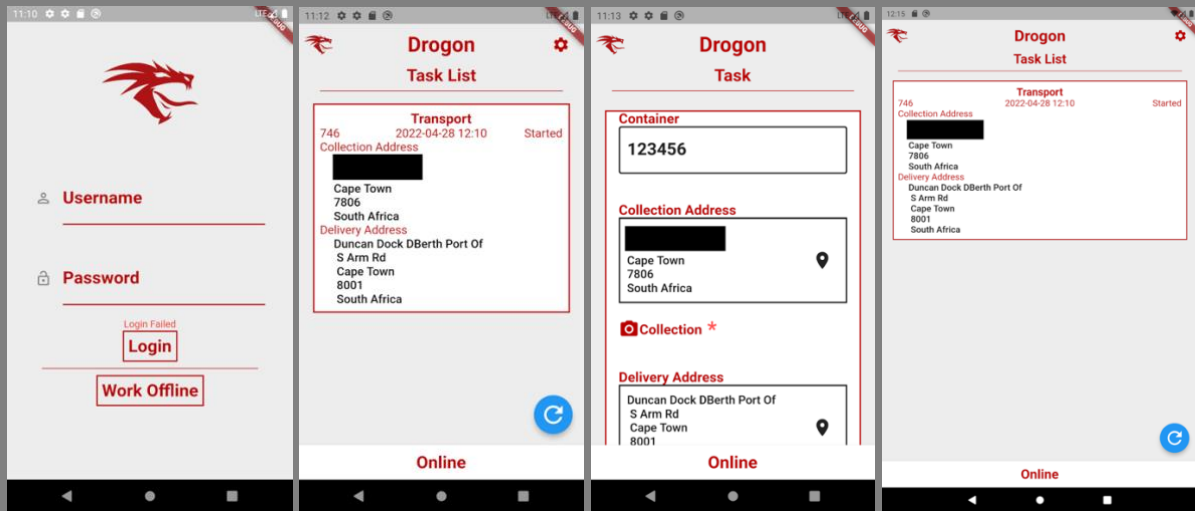 11:10
LTE
Username
Password
Login Failed
Login
Work Offline
11:12
LTE
Drogon
Task List
Transport
746 2022-04-28 12:10 Started
Collection Address
Cape Town
7806
South Africa
Delivery Address
Duncan Dock DBerth Port Of
S Arm Rd
Cape Town
8001
South Africa
Online
11:13
Drogon
Task
Container
123456
Collection Address
Cape Town
7806
South Africa
Collection *
Delivery Address
Duncan Dock DBerth Port Of
S Arm Rd
Cape Town
8001
Online
12:15
Drogon
Task List
Transport
746 2022-04-28 12:10 Started
Collection Address
Cape Town
7806
South Africa
Delivery Address
Duncan Dock DBerth Port Of
S Arm Rd
Cape Town
8001
South Africa
Online